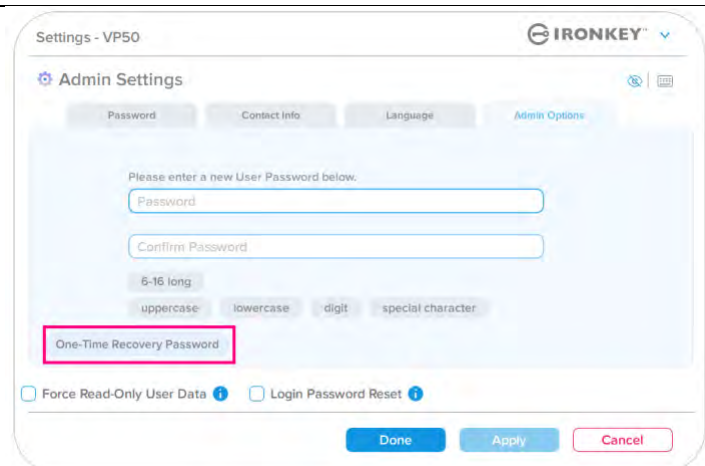 Settings - VP50 IRONKEY™
Admin Settings
Password Contact Info Language Admin Options
Please enter a new User Password below.
Password
Confirm Password
6-16 long
uppercase lowercase digit special character
One-Time Recovery Password
Force Read-Only User Data Login Password Reset
Done Apply Cancel